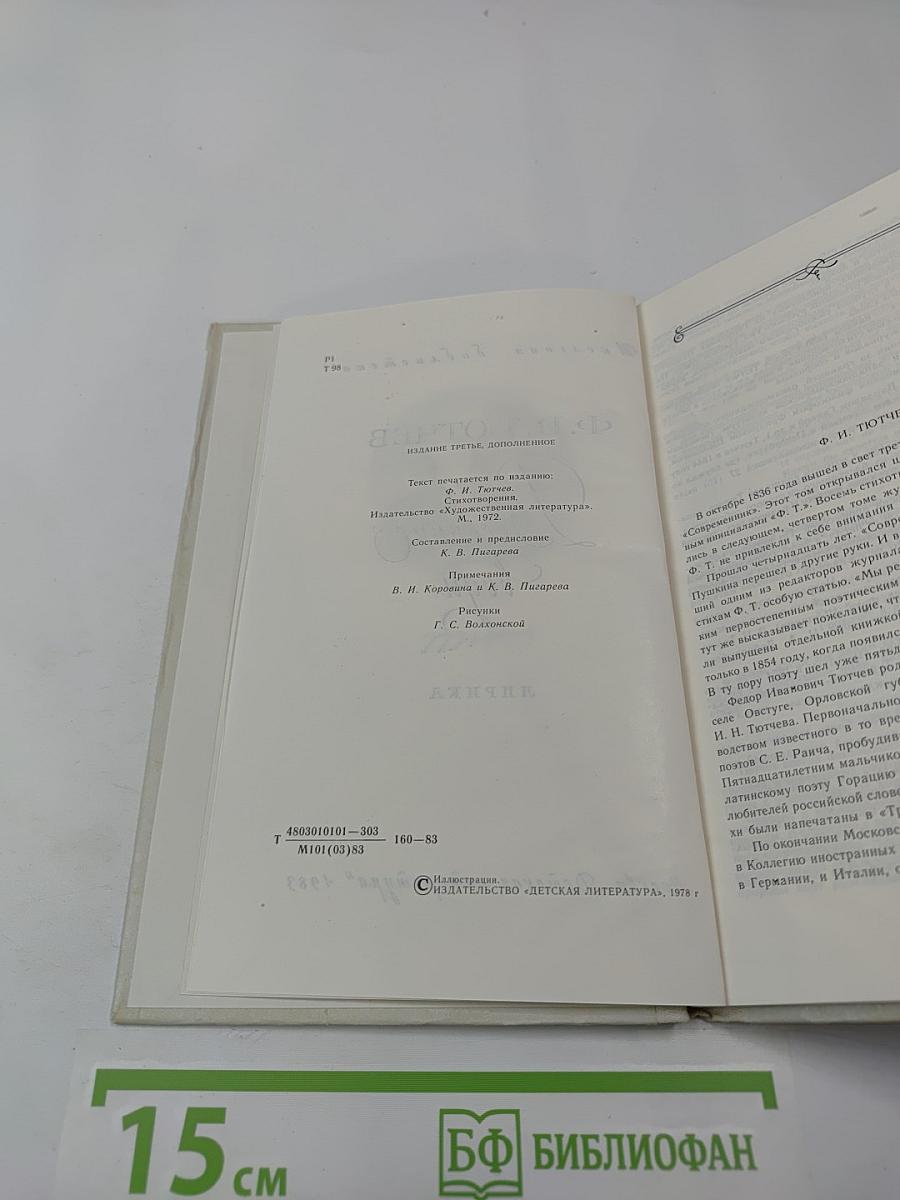 Р1
Т 98
ИЗДАНИЕ ТРЕТЬЕ, ДОПОЛНЕННОЕ
Текст печатается по изданию:
Ф. И. Тютчев.
Стихотворения.
Издательство «Художественная литература».
М., 1972.
Составление и предисловие
К. В. Пигарева
Примечания
В. И. Коровина и К. В. Пигарева
Рисунки
Г. С. Волхонской
Т 4803010101—303
М101(03)83
160—83
© Иллюстрации.
ИЗДАТЕЛЬСТВО «ДЕТСКАЯ ЛИТЕРАТУРА», 1978 г
Ф. И. ТЮТЧЕ
В октябре 1836 года вышел в свет трет
«Современник». Этот том открывался ц
ным инициалами «Ф. Т.». Восемь стихот
лись в следующем, четвертом томе жу
Ф. Т. не привлекли к себе внимания
Прошло четырнадцать лет. «Совр
Пушкина перешел в другие руки. И в
ший одним из редакторов журнала
стихам Ф. Т. особую статью. «Мы ре
ким первостепенным поэтическим
тут же высказывает пожелание, чт
ли выпущены отдельной книжкой
только в 1854 году, когда появилс
В ту пору поэту шел уже пятьд
Федор Иванович Тютчев род
селе Овстуге, Орловской губ
И. Н. Тютчева. Первоначально
водством известного в то вре
поэтов С. Е. Раича, пробудив
Пятнадцатилетним мальчико
латинскому поэту Горацию
любителей российской слове
хи были напечатаны в «Тр
По окончании Московс
в Коллегию иностранных
в Германии, и Италии, с
15 см
БФ БИБЛИОФАН